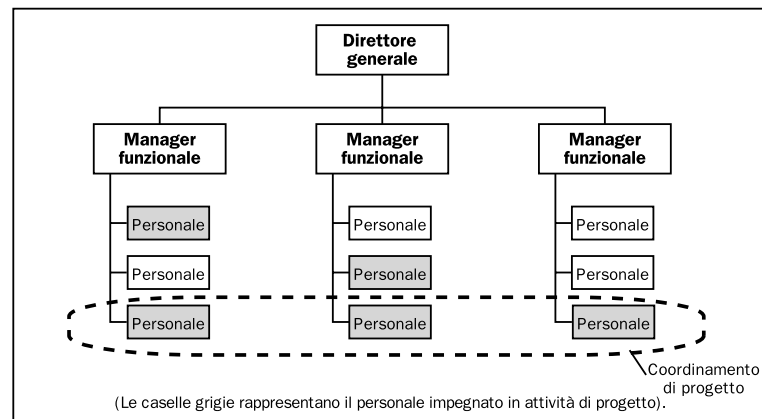 Direttore
generale
Manager
funzionale
Manager
funzionale
Manager
funzionale
Personale
Personale
Personale
Personale
Personale
Personale
Personale
Personale
Personale
Coordinamento
di progetto
(Le caselle grigie rappresentano il personale impegnato in attività di progetto).